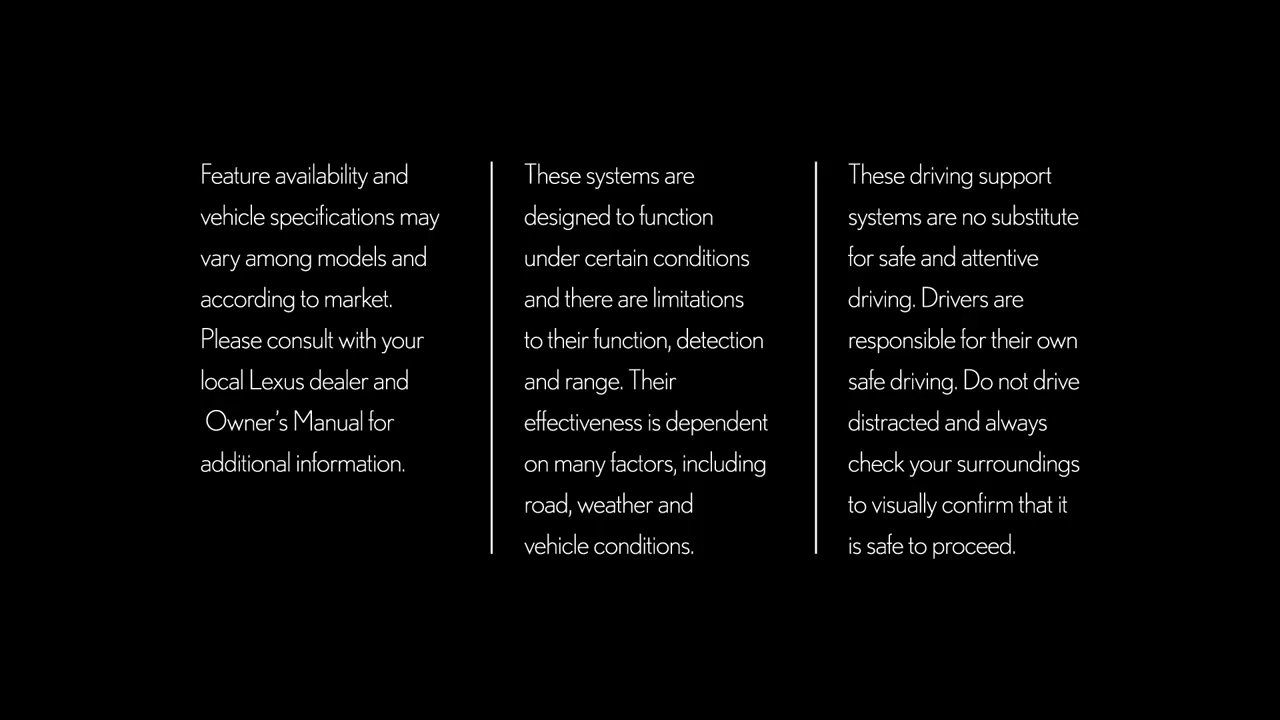 Feature availability and
vehicle specifications may
vary among models and
according to market.
Please consult with your
local Lexus dealer and
Owner’s Manual for
additional information.
These systems are
designed to function
under certain conditions
and there are limitations
to their function, detection
and range. Their
effectiveness is dependent
on many factors, including
road, weather and
vehicle conditions.
These driving support
systems are no substitute
for safe and attentive
driving. Drivers are
responsible for their own
safe driving. Do not drive
distracted and always
check your surroundings
to visually confirm that it
is safe to proceed.